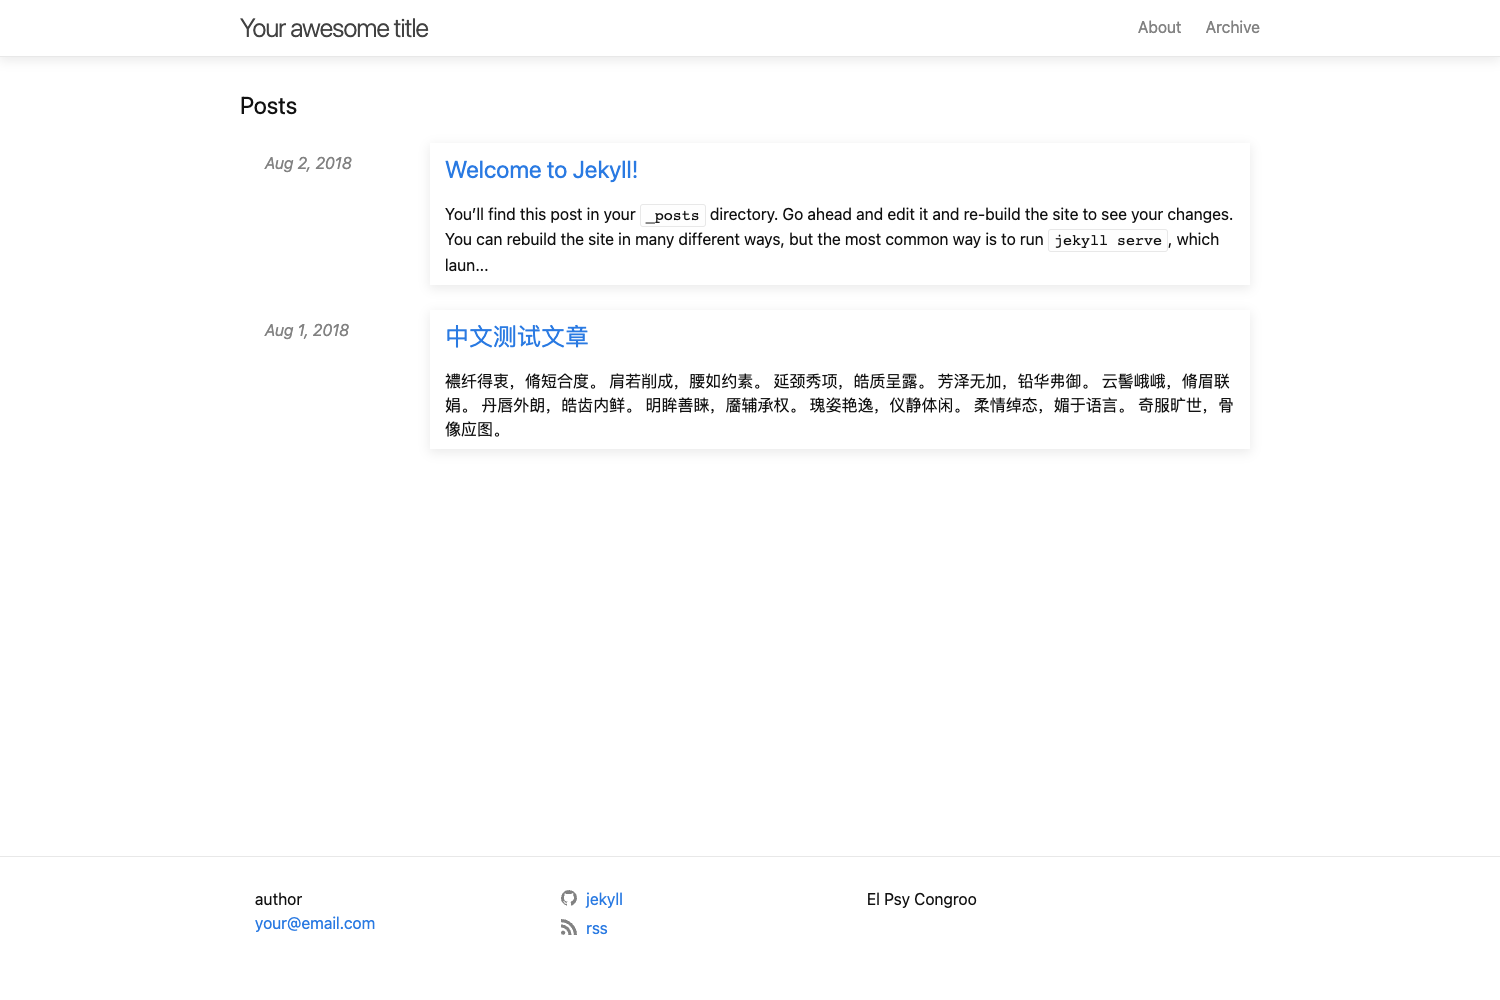 Your awesome title
About
Archive
Posts
Aug 2, 2018
Welcome to Jekyll!
You’ll find this post in your _posts directory. Go ahead and edit it and re-build the site to see your changes.
You can rebuild the site in many different ways, but the most common way is to run jekyll serve, which
laun...
Aug 1, 2018
中文测试文章
襛纤得衷，脩短合度。 肩若削成，腰如约素。 延颈秀项，皓质呈露。 芳泽无加，铅华弗御。 云髻峨峨，脩眉联
娟。 丹唇外朗，皓齿内鲜。 明眸善睐，靥辅承权。 瑰姿艳逸，仪静体闲。 柔情绰态，媚于语言。 奇服旷世，骨
像应图。
author
your@email.com
jekyll
rss
El Psy Congroo